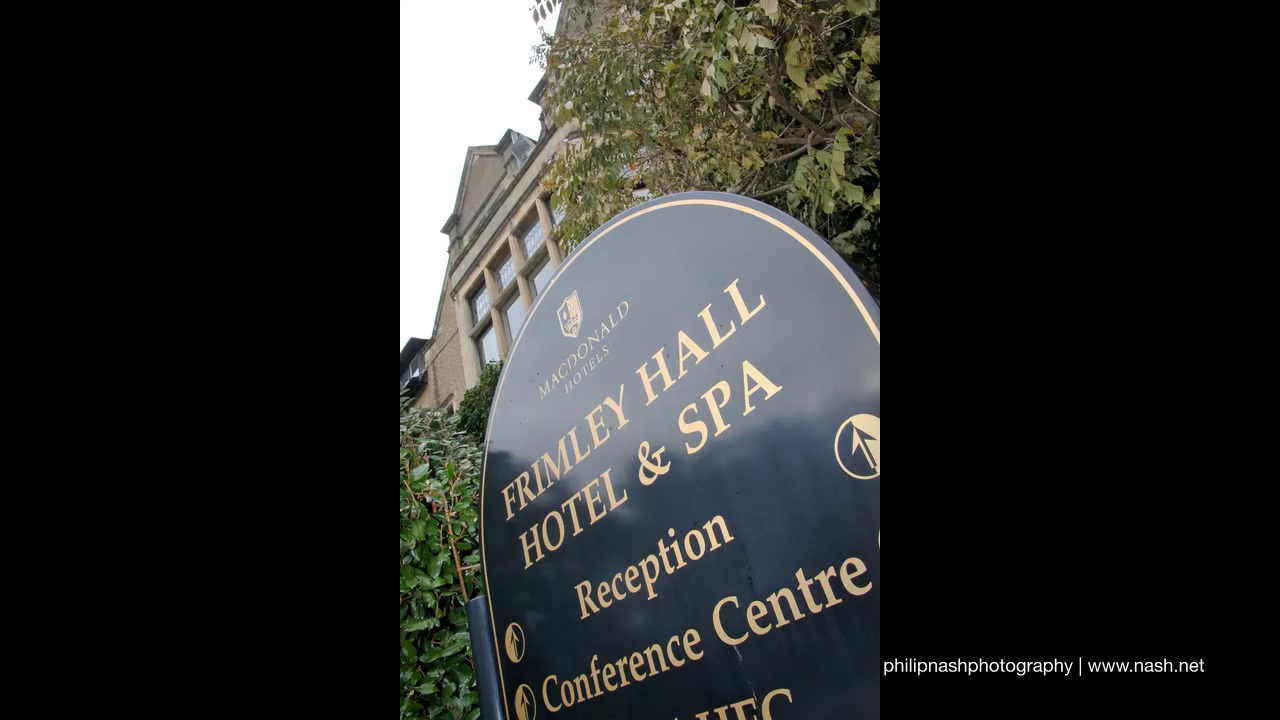 MACDONALD
HOTELS
FRIMLEY HALL
HOTEL & SPA
Reception
Conference Centre
philipnashphotography | www.nash.net